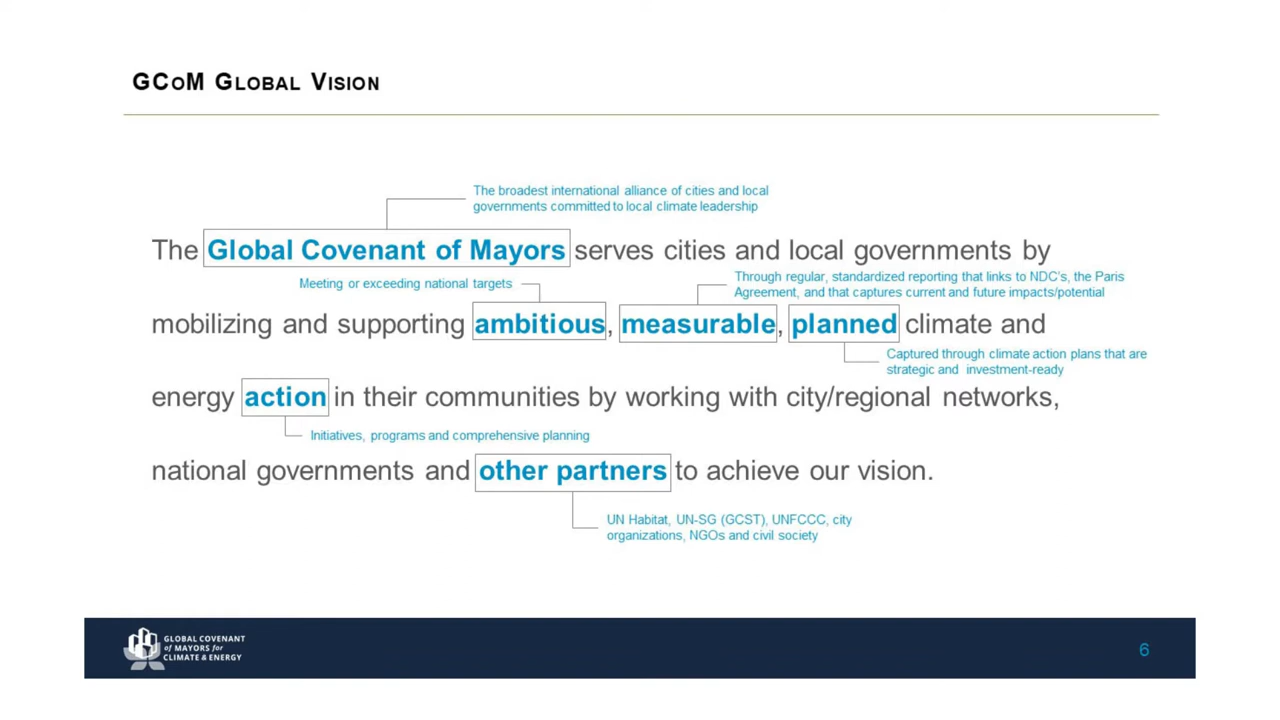 GCoM Global Vision
The broadest international alliance of cities and local
governments committed to local climate leadership
The Global Covenant of Mayors serves cities and local governments by
Meeting or exceeding national targets
Through regular, standardized reporting that links to NDC's, the Paris
Agreement, and that captures current and future impacts/potential
mobilizing and supporting ambitious, measurable, planned climate and
Captured through climate action plans that are
strategic and investment-ready
energy action in their communities by working with city/regional networks,
Initiatives, programs and comprehensive planning
national governments and other partners to achieve our vision.
UN Habitat, UN-SG (GCST), UNFCCC, city
organizations, NGOs and civil society
GLOBAL COVENANT
of MAYORS for
CLIMATE & ENERGY
6